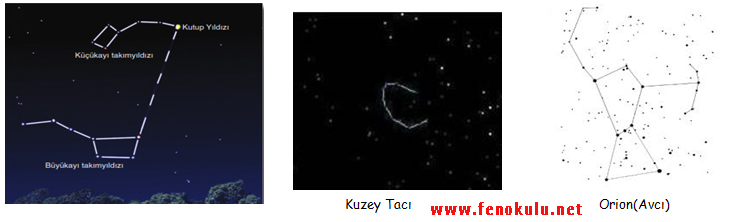 Kutup Yıldızı
Küçükayı takımyıldızı
Büyükayı takımyıldızı
Kuzey Tacı
www.fenokulu.net
Orion(Avcı)